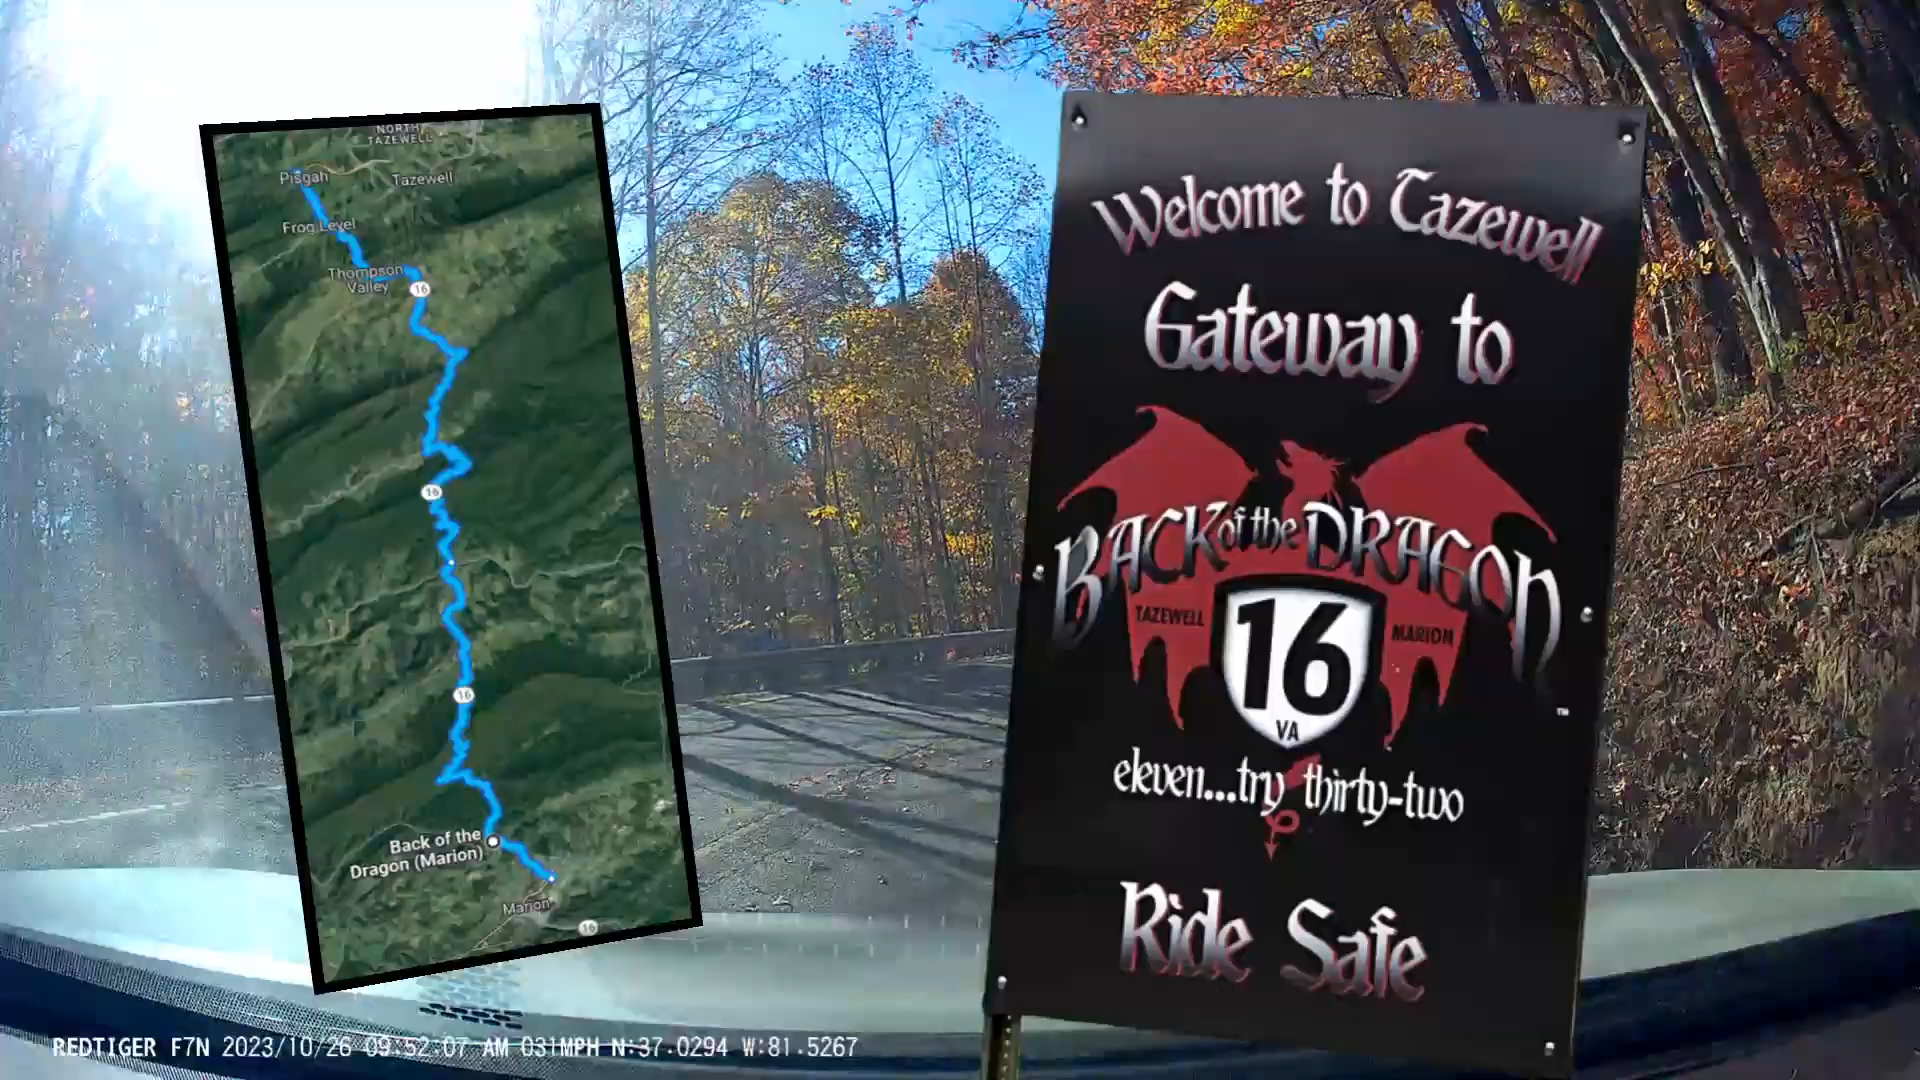 NORTH
TAZEWELL
Pisgah
Tazewell
Frog Level
Thompson
Valley
16
16
16
Back of the
Dragon (Marion)
Marion
16
Welcome to Tazewell
Gateway to
BACK of the DRAGON
TAZEWELL
16
MARION
VA
TM
eleven...try thirty-two
Ride Safe
REDTIGER F7N 2023/10/26 09:52:07 AM 031MPH N:37.0294 W:81.5267